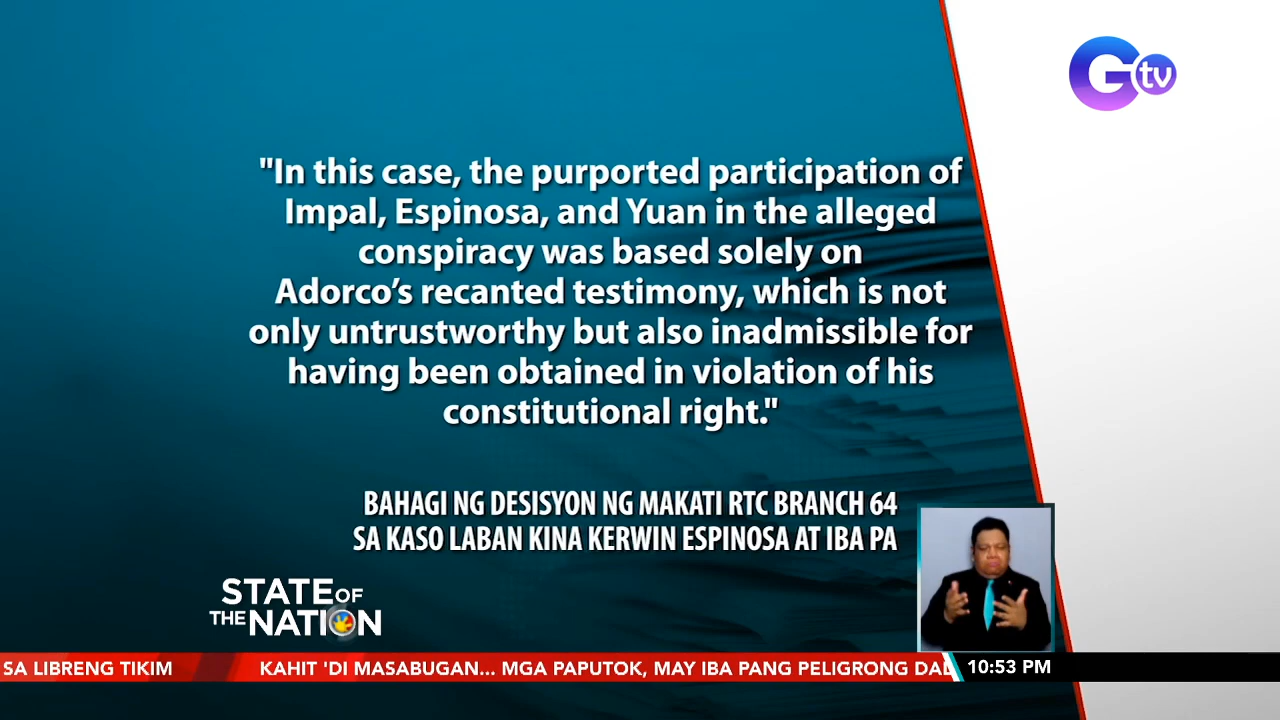 Gtv
"In this case, the purported participation of
Impal, Espinosa, and Yuan in the alleged
conspiracy was based solely on
Adorco’s recanted testimony, which is not
only untrustworthy but also inadmissible for
having been obtained in violation of his
constitutional right."
BAHAGI NG DESISYON NG MAKATI RTC BRANCH 64
SA KASO LABAN KINA KERWIN ESPINOSA AT IBA PA
STATE OF
THE NATION
SA LIBRENG TIKIM KAHIT 'DI MASABUGAN... MGA PAPUTOK, MAY IBA PANG PELIGRONG 10:53 PM